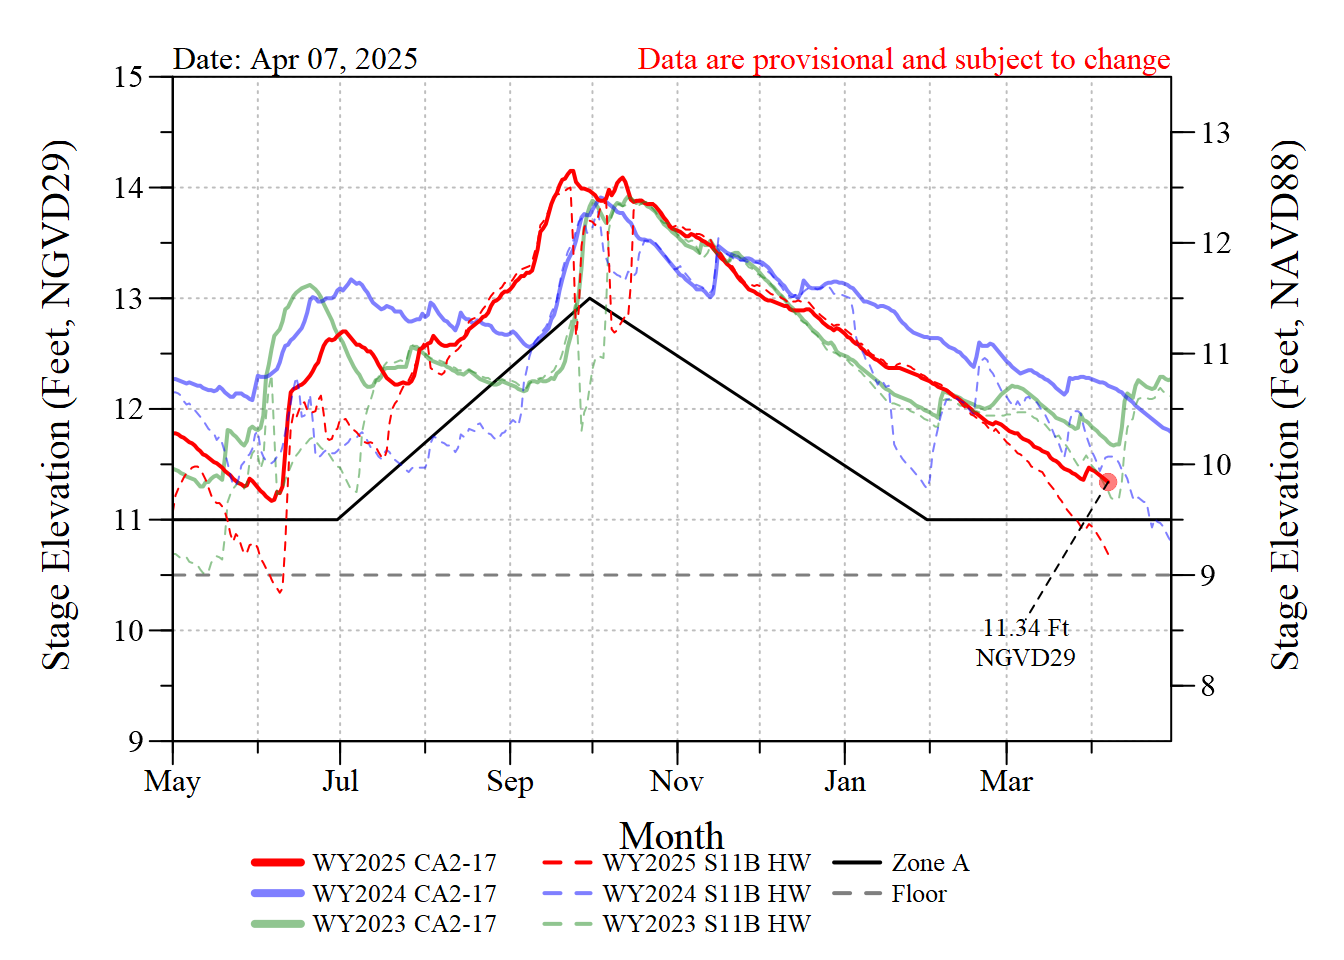 Date: Apr 07, 2025
Data are provisional and subject to change
15
14
13
12
11
10
9
Stage Elevation (Feet, NGVD29)
13
12
11
10
9
8
Stage Elevation (Feet, NAVD88)
11.34 Ft
NGVD29
May Jul Sep Nov Jan Mar
Month
WY2025 CA2-17 WY2025 S11B HW Zone A
WY2024 CA2-17 WY2024 S11B HW Floor
WY2023 CA2-17 WY2023 S11B HW